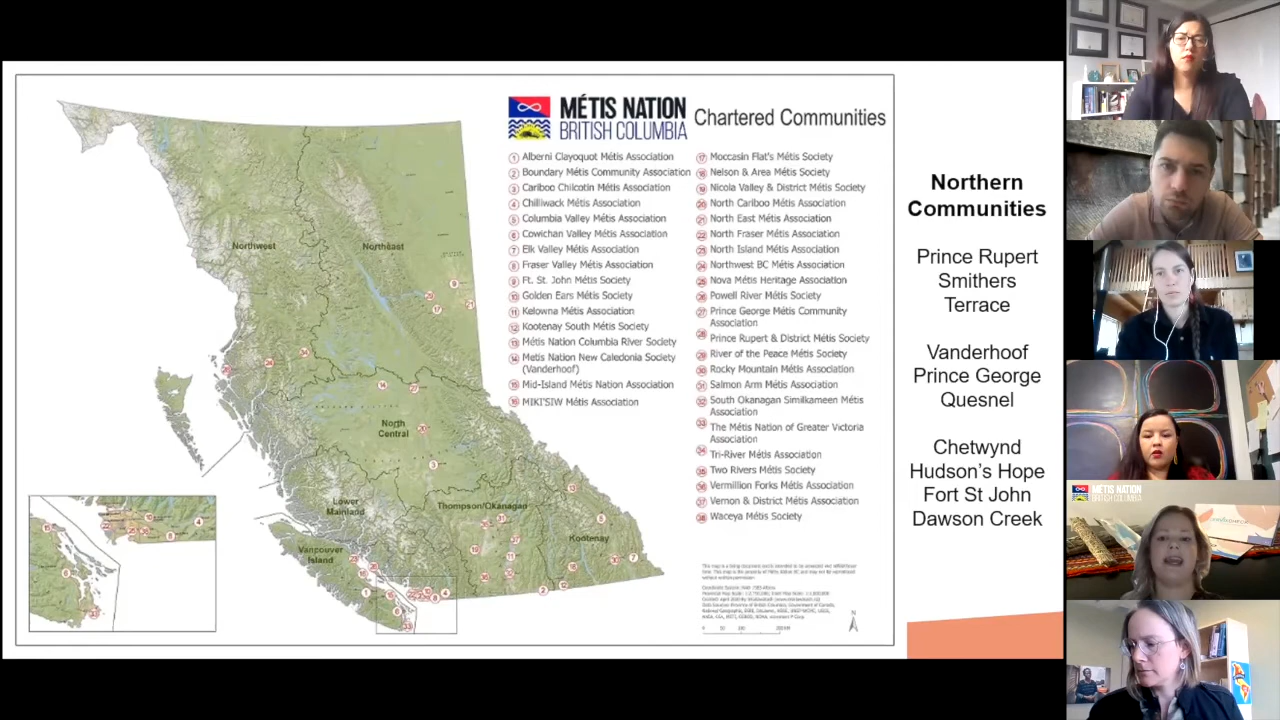 MÉTIS NATION
BRITISH COLUMBIA
Chartered Communities
1 Alberni Clayoquot Métis Association
2 Boundary Métis Community Association
3 Cariboo Chilcotin Métis Association
4 Chilliwack Métis Association
5 Columbia Valley Métis Association
6 Cowichan Valley Métis Association
7 Elk Valley Métis Association
8 Fraser Valley Métis Association
9 Ft. St. John Métis Society
10 Golden Ears Métis Society
11 Kelowna Métis Association
12 Kootenay South Métis Society
13 Métis Nation Columbia River Society
14 Metis Nation New Caledonia Society
(Vanderhoof)
15 Mid-Island Métis Nation Association
16 MIKI'SIW Métis Association
17 Moccasin Flat's Métis Society
18 Nelson & Area Métis Society
19 Nicola Valley & District Métis Society
20 North Cariboo Métis Association
21 North East Métis Association
22 North Fraser Métis Association
23 North Island Métis Association
24 Northwest BC Métis Association
25 Nova Métis Heritage Association
26 Powell River Métis Society
27 Prince George Métis Community
Association
28 Prince Rupert & District Métis Society
29 River of the Peace Métis Society
30 Rocky Mountain Métis Association
31 Salmon Arm Métis Association
32 South Okanagan Similkameen Métis
Association
33 The Métis Nation of Greater Victoria
Association
34 Tri-River Métis Association
35 Two Rivers Métis Society
36 Vermillion Forks Métis Association
37 Vernon & District Métis Association
38 Waceya Métis Society
Northwest
Northeast
North
Central
Lower
Mainland
Thompson/Okanagan
Vancouver
Island
Kootenay
N
Northern
Communities
Prince Rupert
Smithers
Terrace
Vanderhoof
Prince George
Quesnel
Chetwynd
Hudson's Hope
Fort St John
Dawson Creek
MÉTIS NATION